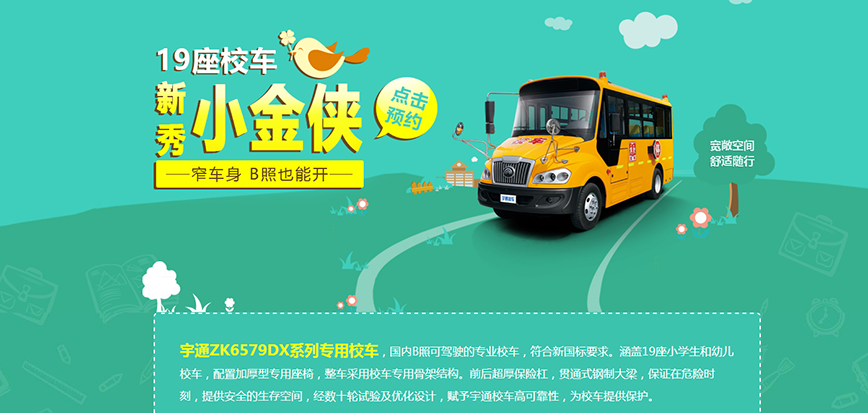 19座校车
新秀
小金侠
点击
预约
窄车身 B照也能开
宽敞空间
舒适随行
宇通ZK6579DX系列专用校车，国内B照可驾驶的专业校车，符合新国标要求。涵盖19座小学生和幼儿
校车，配置加厚型专用座椅，整车采用校车专用骨架结构。前后超厚保险杠，贯通式钢制大梁，保证在危险时
刻，提供安全的生存空间，经数十轮试验及优化设计，赋予宇通校车高可靠性，为校车提供保护。